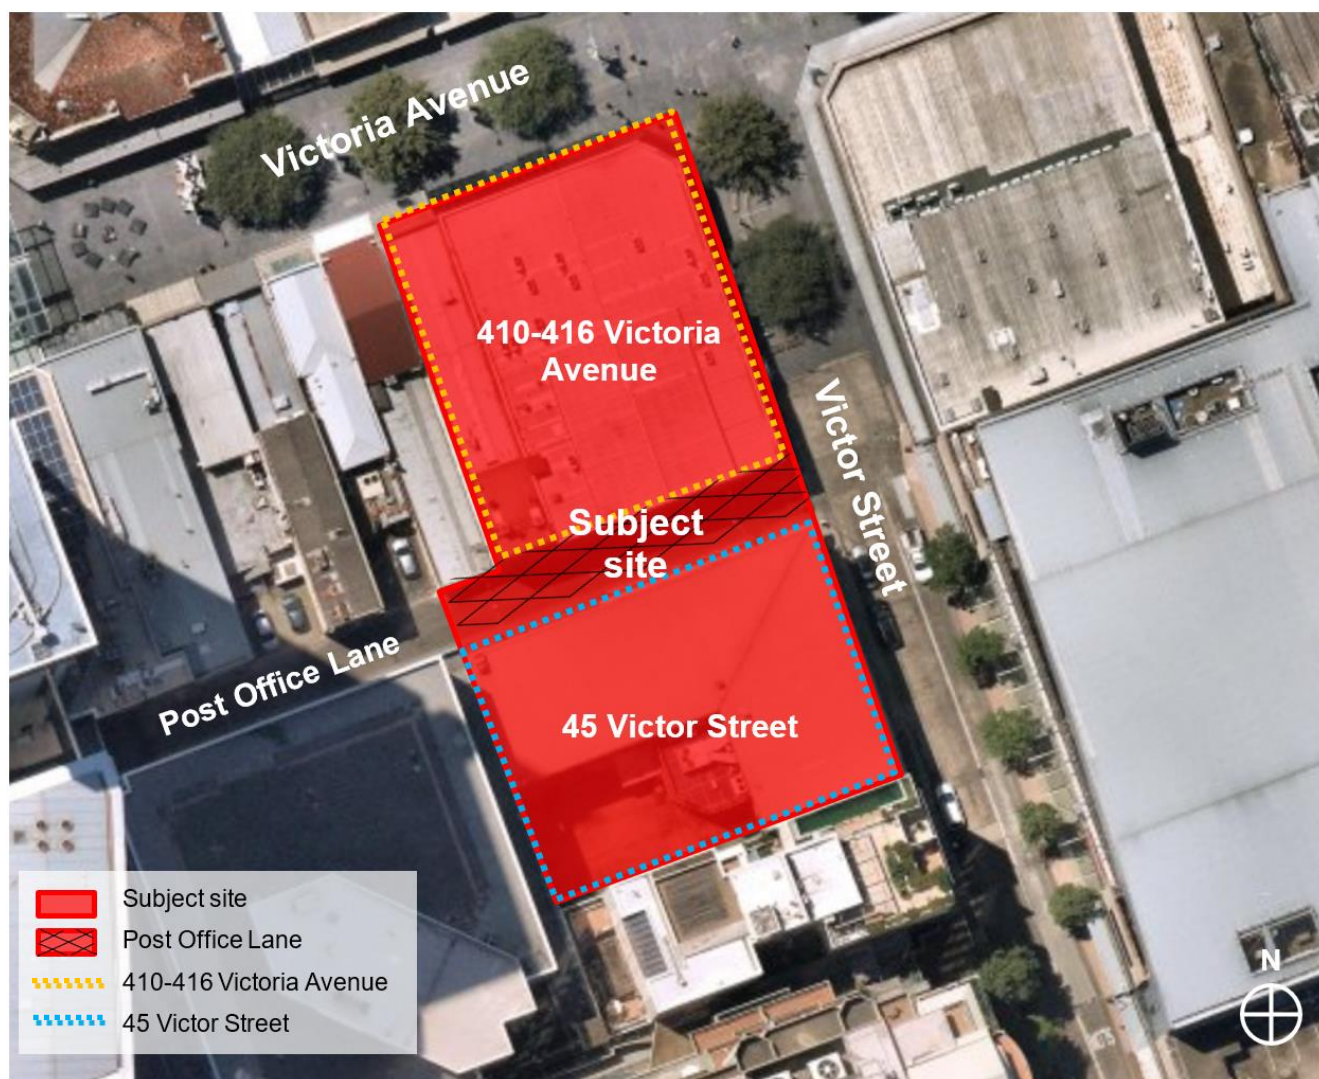 Victoria Avenue
410-416 Victoria
Avenue
Victor Street
Subject
site
Post Office Lane
45 Victor Street
Subject site
Post Office Lane
410-416 Victoria Avenue
45 Victor Street
N